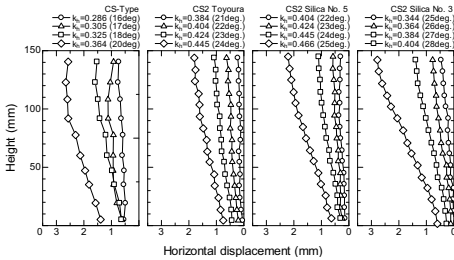 CS-Type
kh=0.286 (16deg)
kh=0.305 (17deg)
kh=0.325 (18deg)
kh=0.364 (20deg)
CS2 Toyoura
kh=0.384 (21deg.)
kh=0.404 (22deg.)
kh=0.424 (23deg.)
kh=0.445 (24deg.)
CS2 Silica No. 5
kh=0.404 (22deg.)
kh=0.424 (23deg.)
kh=0.445 (24deg.)
kh=0.466 (25deg.)
CS2 Silica No. 3
kh=0.344 (25deg.)
kh=0.364 (26deg.)
kh=0.384 (27deg.)
kh=0.404 (28deg.)
150
100
50
0
Height (mm)
3 2 1 0
3 2 1 0
3 2 1 0
3 2 1 0
Horizontal displacement (mm)